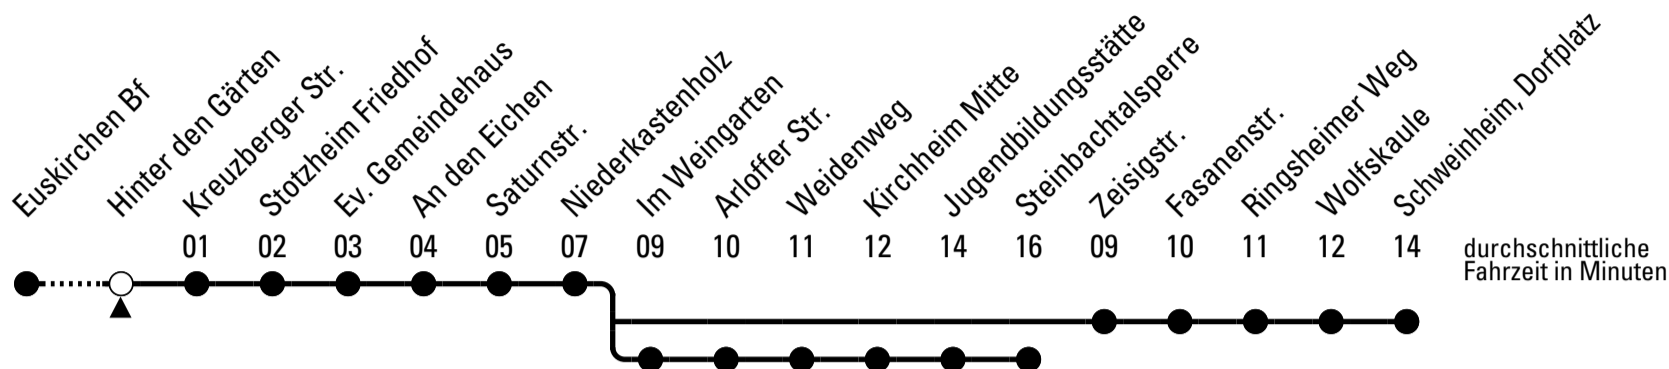 Euskirchen Bf
Hinter den Gärten
Kreuzberger Str.
Stotzheim Friedhof
Ev. Gemeindehaus
An den Eichen
Saturnstr.
Niederkastenholz
Im Weingarten
Arloffer Str.
Weidenweg
Kirchheim Mitte
Jugendbildungsstätte
Steinbachtalsperre
Zeisigstr.
Fasanenstr.
Ringsheimer Weg
Wolfskaule
Schweinheim, Dorfplatz
01 02 03 04 05 07 09 10 11 12 14 16 09 10 11 12 14
durchschnittliche
Fahrzeit in Minuten